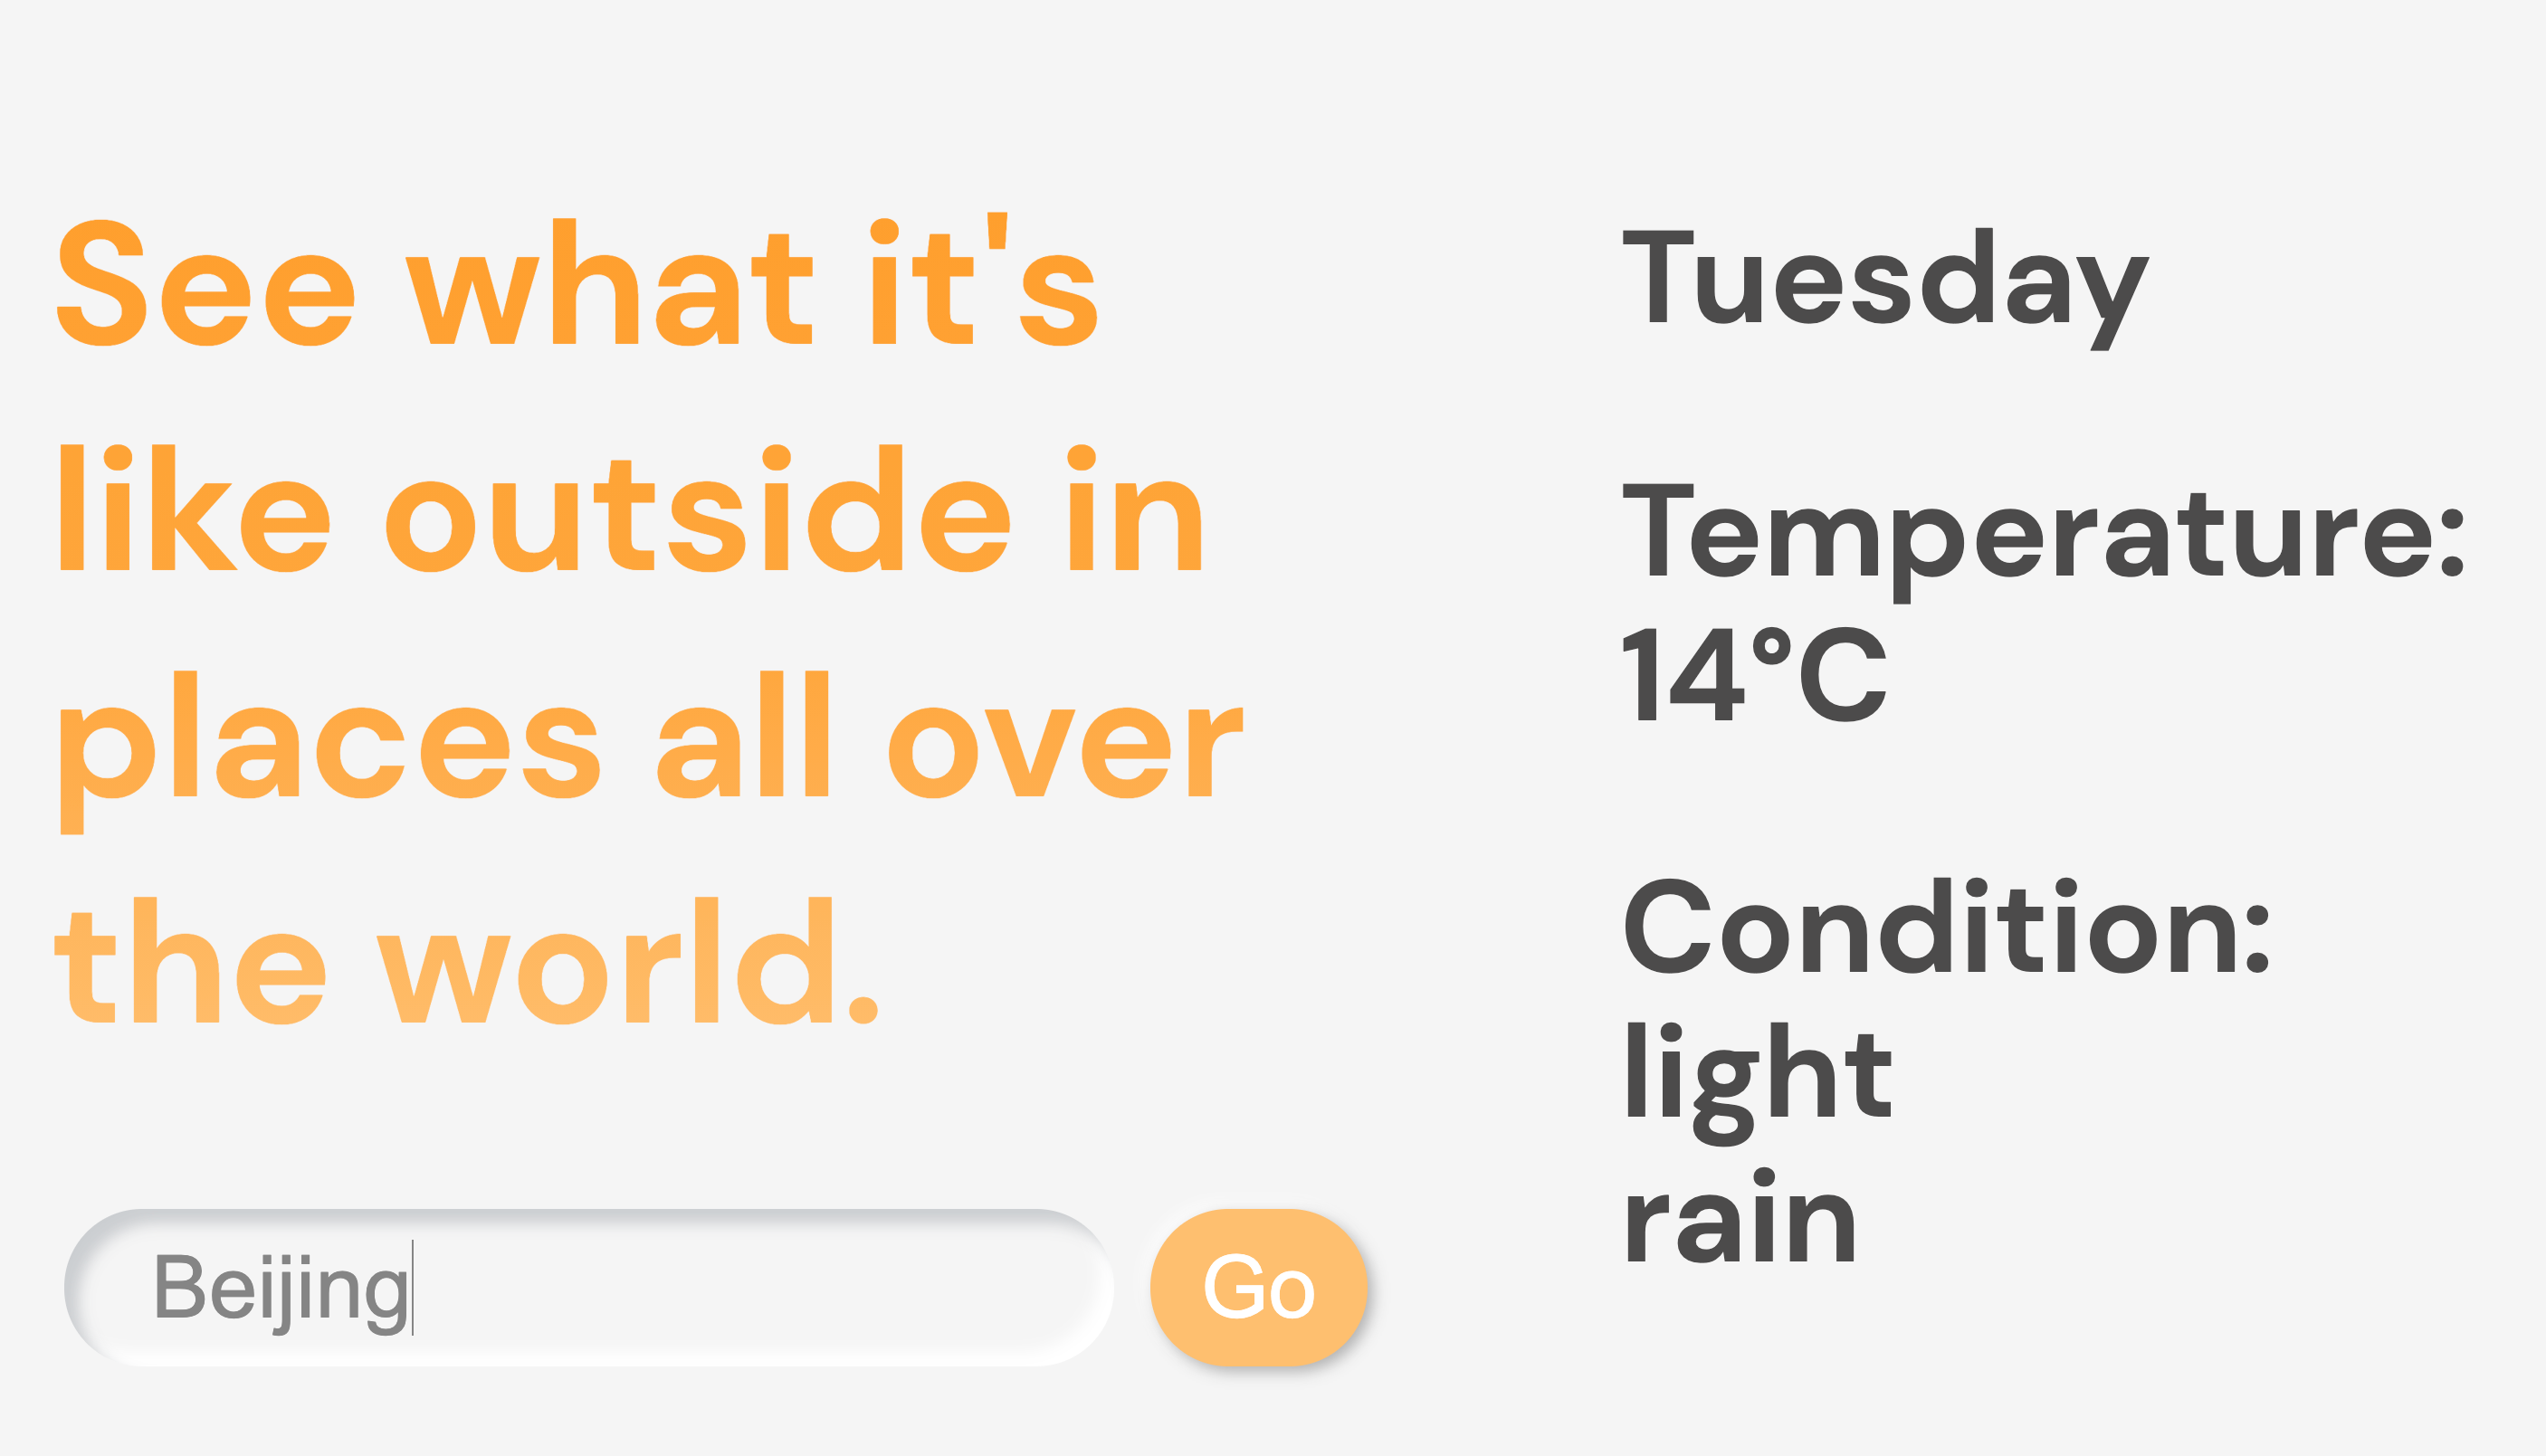 See what it's
like outside in
places all over
the world.
Beijing
Go
Tuesday
Temperature:
14°C
Condition:
light
rain